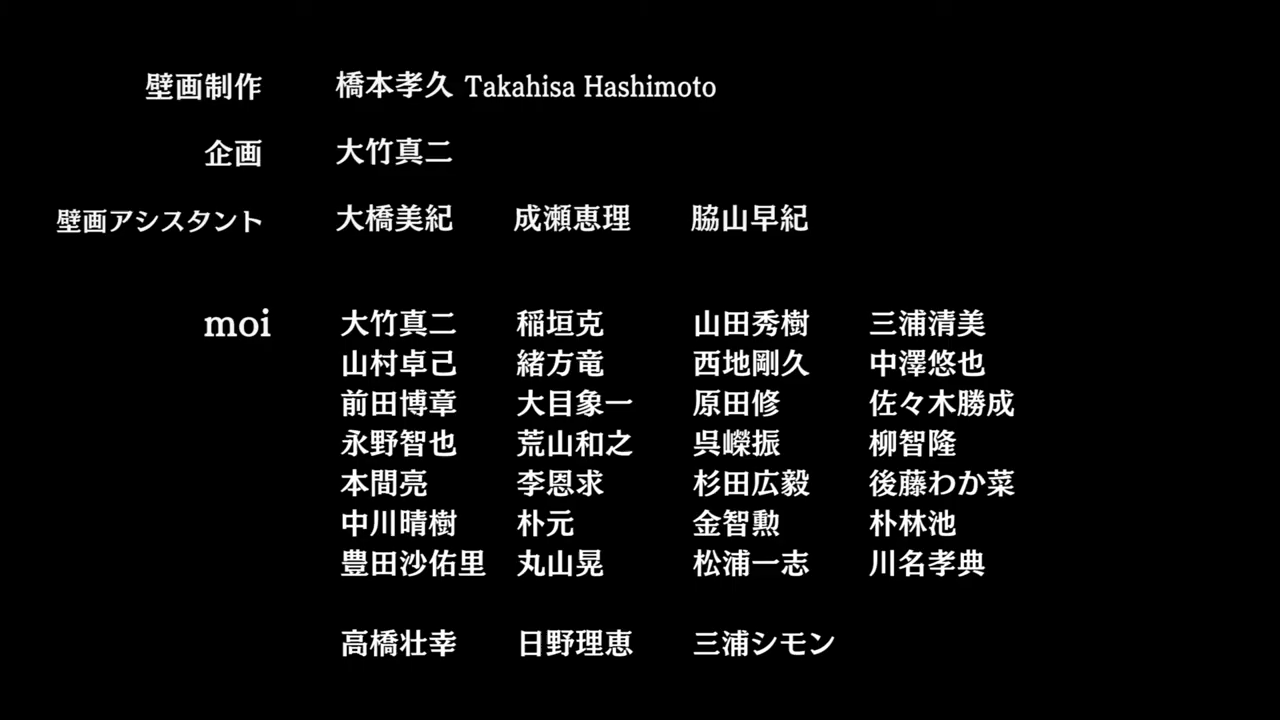 壁画制作 橋本孝久 Takahisa Hashimoto
企画 大竹真二
壁画アシスタント 大橋美紀 成瀬恵理 脇山早紀
moi 大竹真二 稲垣克 山田秀樹 三浦清美
山村卓己 緒方竜 西地剛久 中澤悠也
前田博章 大目象一 原田修 佐々木勝成
永野智也 荒山和之 呉嶸振 柳智隆
本間亮 李恩求 杉田広毅 後藤わか菜
中川晴樹 朴元 金智勲 朴林池
豊田沙佑里 丸山晃 松浦一志 川名孝典
高橋壮幸 日野理恵 三浦シモン